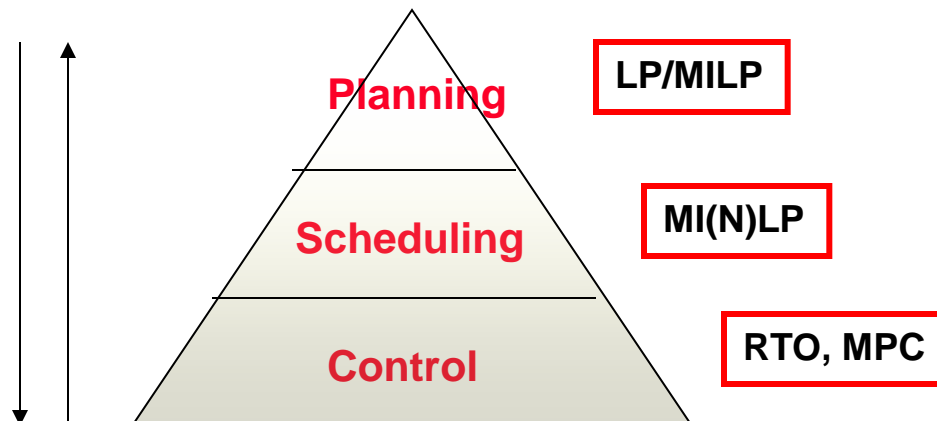 Planning
LP/MILP
Scheduling
MI(N)LP
Control
RTO, MPC